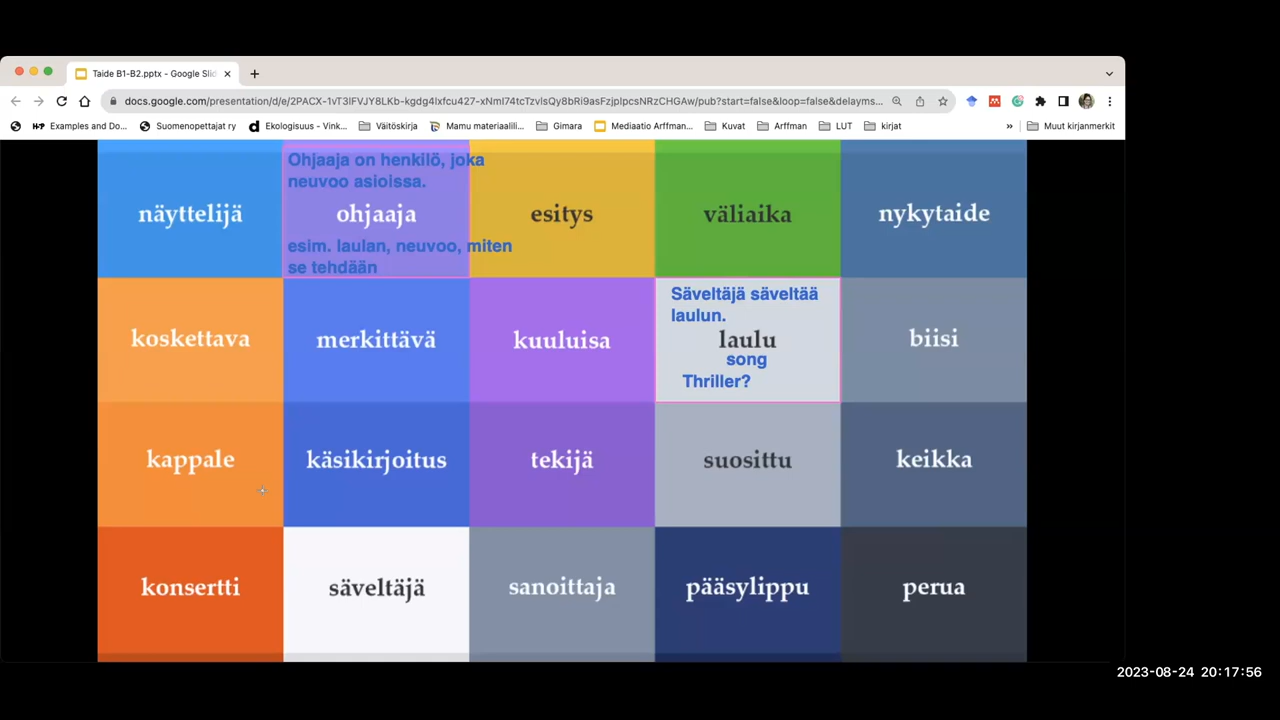 Taide B1-B2.pptx - Google Slid
docs.google.com/presentation/d/e/2PACX-1vT3lFVJY8LKb-kgdg4lxfcu427-xNml74tcTzvlsQy8bRi9asFzjplpcsNRzCHGAw/pub?start=false&loop=false&delayms...
Examples and Do... Suomenopettajat ry Ekologisuus - Vink... Väitöskirja Mamu materiaalili... Gimara Mediaatio Arffman... Kuvat Arffman LUT kirjat » Muut kirjanmerkit
Ohjaaja on henkilö, joka
neuvoo asioissa.
näyttelijä ohjaaja esitys väliaika nykytaide
esim. laulan, neuvoo, miten
se tehdään
Säveltäjä säveltää
laulun.
koskettava merkittävä kuuluisa laulu biisi
song
Thriller?
kappale käsikirjoitus tekijä suosittu keikka
konsertti säveltäjä sanoittaja pääsylippu perua
2023-08-24 20:17:56